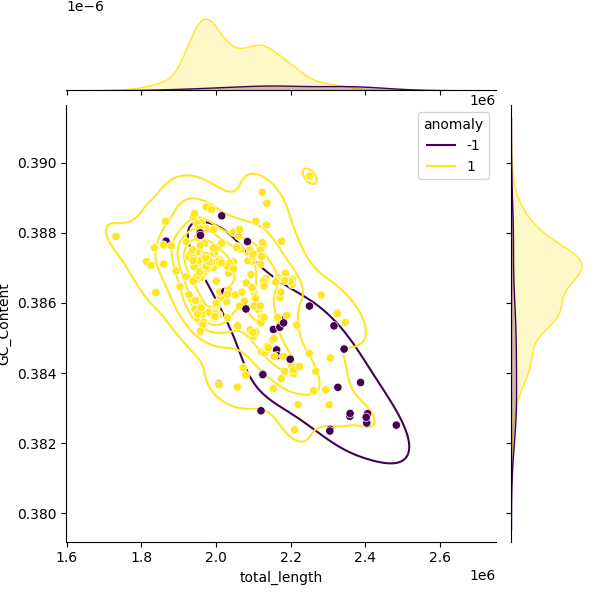 1e−6
1e6
anomaly
-1
1
0.390
0.388
0.386
0.384
0.382
0.380
GC_content
1.6
1.8
2.0
2.2
2.4
2.6
total_length
1e6